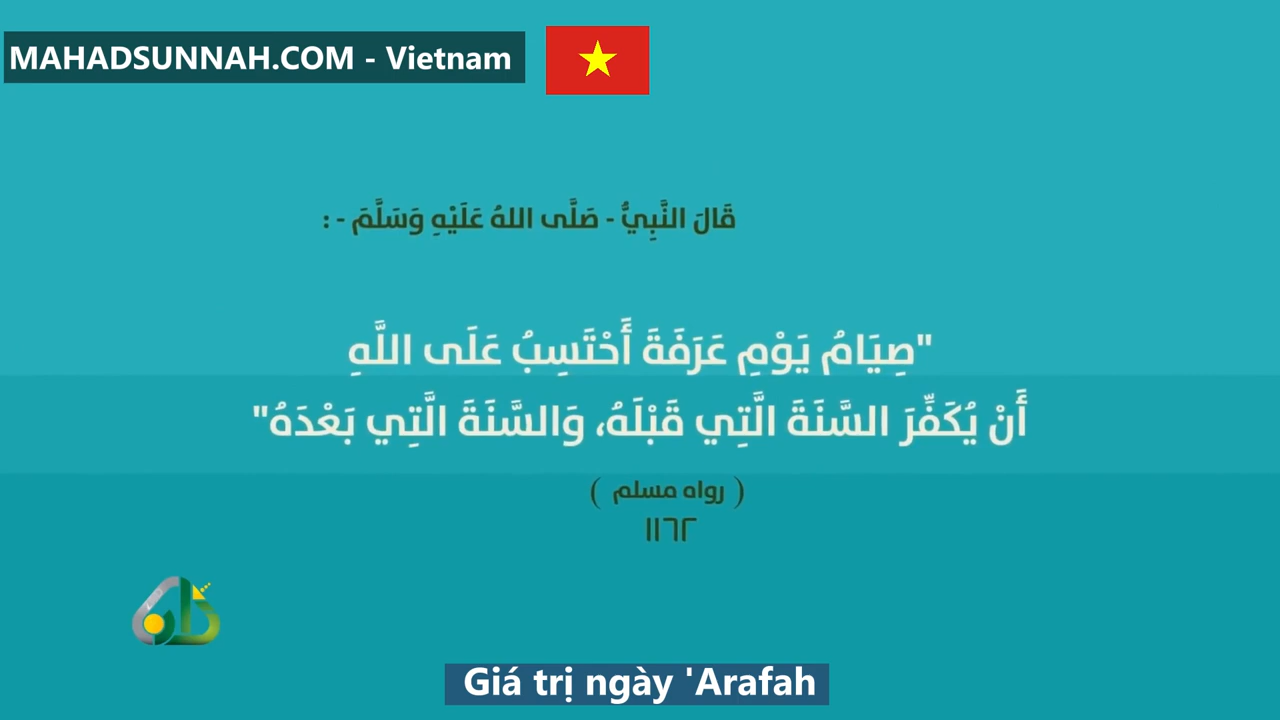 MAHADSUNNAH.COM - Vietnam
قَالَ النَّبِيُّ - صَلَّى اللهُ عَلَيْهِ وَسَلَّمَ - :
"صِيَامُ يَوْمِ عَرَفَةَ أَحْتَسِبُ عَلَى اللَّهِ
أَنْ يُكَفِّرَ السَّنَةَ الَّتِي قَبْلَهُ، وَالسَّنَةَ الَّتِي بَعْدَهُ"
( رواه مسلم )
١١٦٢
Giá trị ngày 'Arafah